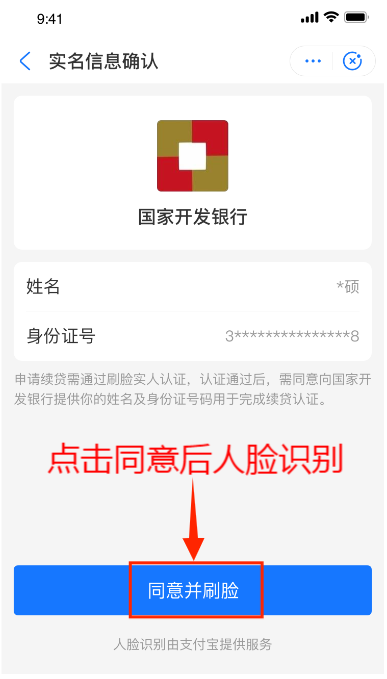 9:41
实名信息确认
国家开发银行
姓名 *硕
身份证号 3***************8
申请续贷需通过刷脸实人认证，认证通过后，需同意向国家开
发银行提供你的姓名及身份证号码用于完成续贷认证。
点击同意后人脸识别
同意并刷脸
人脸识别由支付宝提供服务